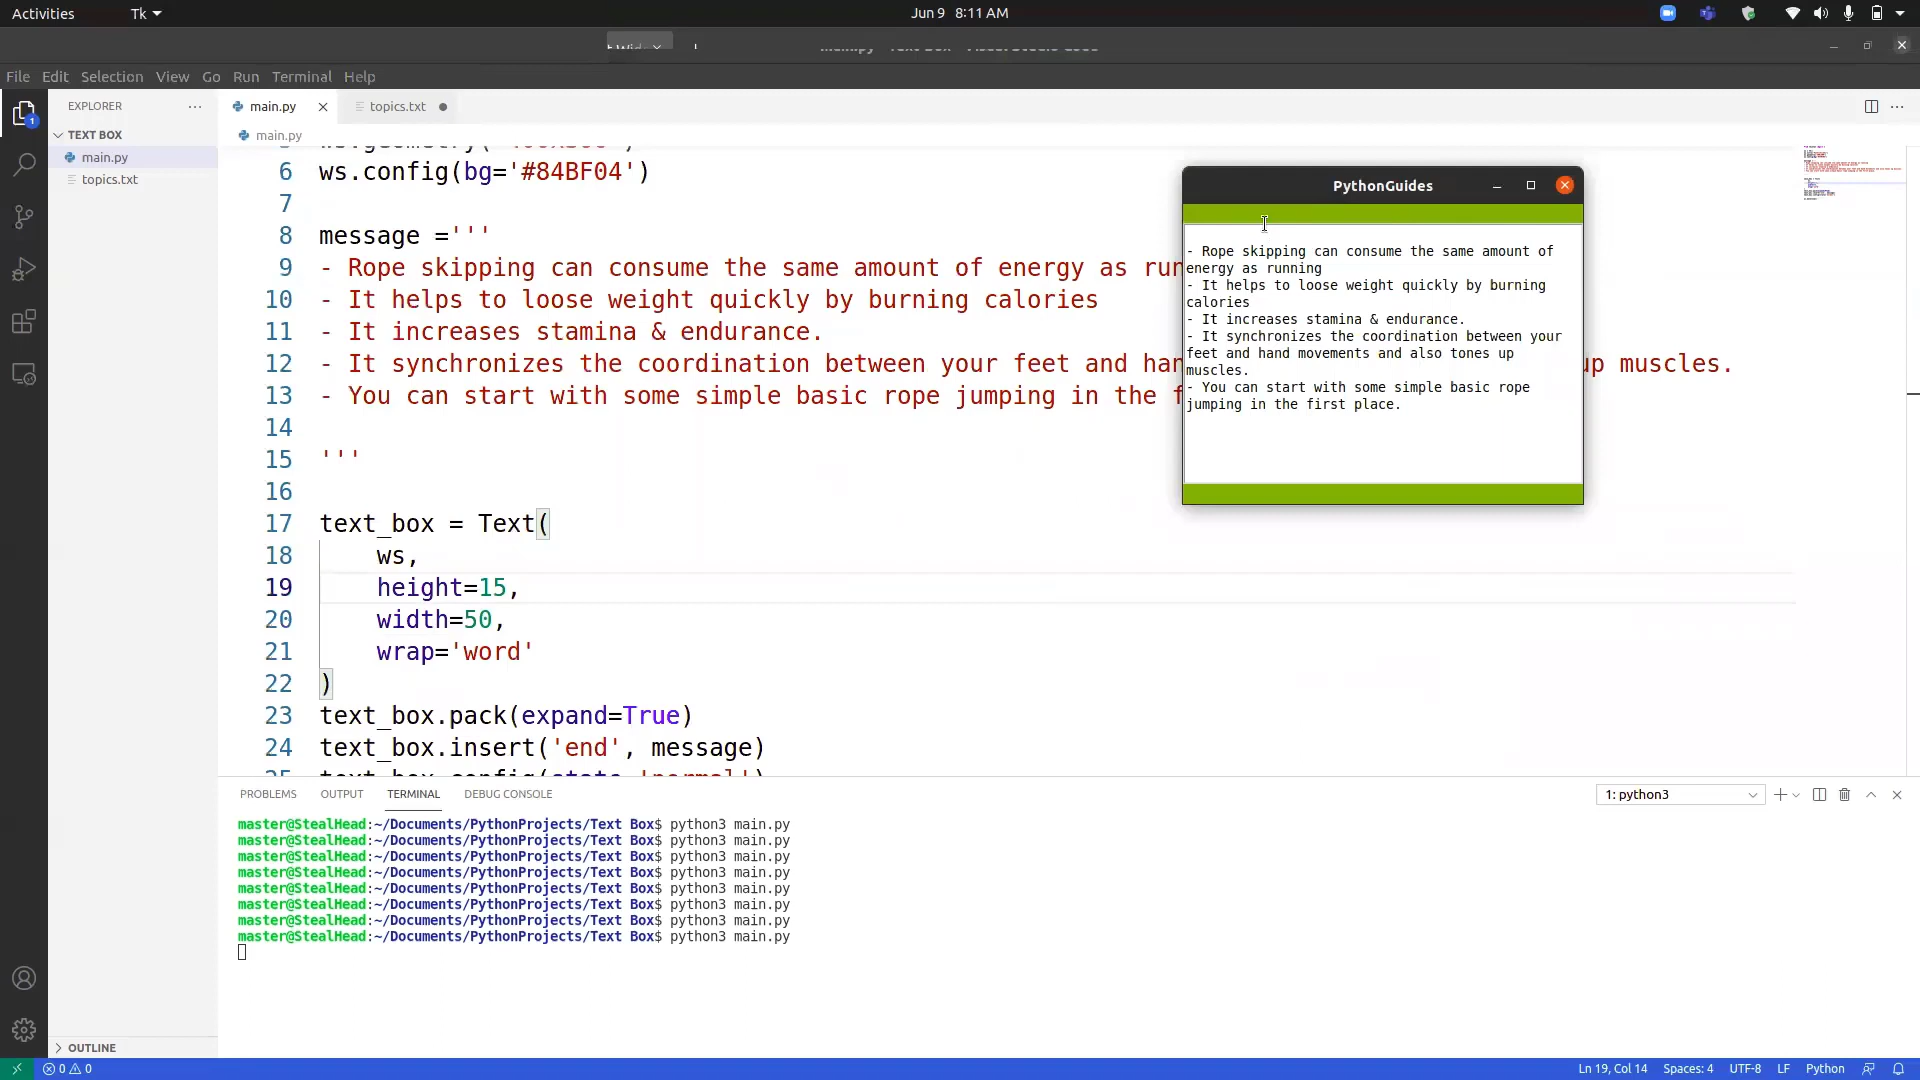 Activities
Tk
Jun 9 8:11 AM
File Edit Selection View Go Run Terminal Help
EXPLORER
main.py
topics.txt
TEXT BOX
main.py
main.py
topics.txt
1
6 ws.config(bg='#84BF04')
7
8 message ='''
9 - Rope skipping can consume the same amount of energy as run
10 - It helps to loose weight quickly by burning calories
11 - It increases stamina & endurance.
12 - It synchronizes the coordination between your feet and han up muscles.
13 - You can start with some simple basic rope jumping in the f
14
15 '''
16
17 text_box = Text(
18 ws,
19 height=15,
20 width=50,
21 wrap='word'
22 )
23 text_box.pack(expand=True)
24 text_box.insert('end', message)
PythonGuides
- Rope skipping can consume the same amount of
energy as running
- It helps to loose weight quickly by burning
calories
- It increases stamina & endurance.
- It synchronizes the coordination between your
feet and hand movements and also tones up
muscles.
- You can start with some simple basic rope
jumping in the first place.
PROBLEMS OUTPUT TERMINAL DEBUG CONSOLE
1: python3
master@StealHead:~/Documents/PythonProjects/Text Box$ python3 main.py
master@StealHead:~/Documents/PythonProjects/Text Box$ python3 main.py
master@StealHead:~/Documents/PythonProjects/Text Box$ python3 main.py
master@StealHead:~/Documents/PythonProjects/Text Box$ python3 main.py
master@StealHead:~/Documents/PythonProjects/Text Box$ python3 main.py
master@StealHead:~/Documents/PythonProjects/Text Box$ python3 main.py
master@StealHead:~/Documents/PythonProjects/Text Box$ python3 main.py
master@StealHead:~/Documents/PythonProjects/Text Box$ python3 main.py
OUTLINE
0 0
Ln 19, Col 14 Spaces: 4 UTF-8 LF Python